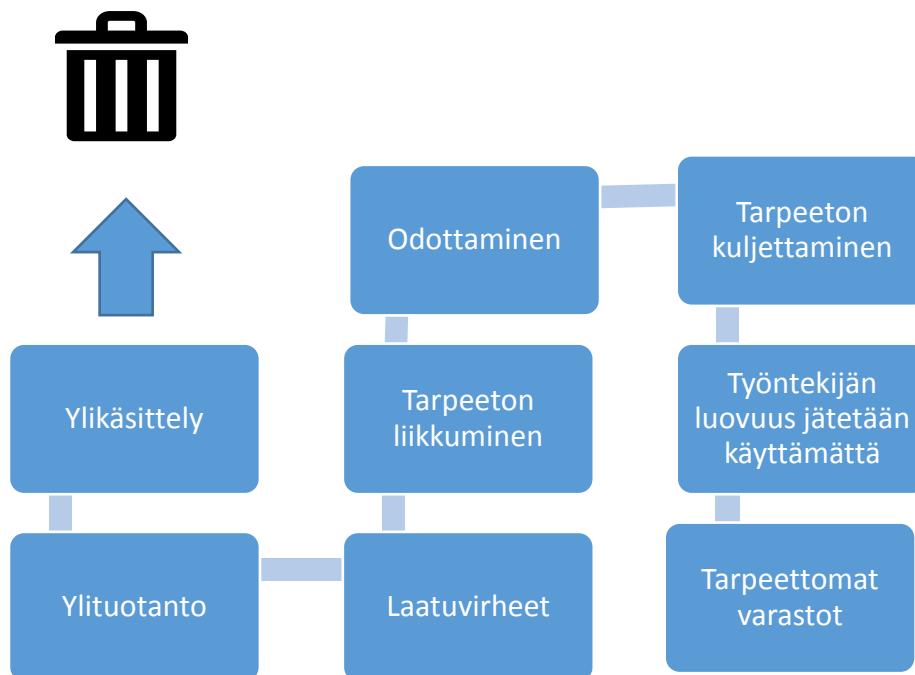 Odottaminen
Tarpeeton
kuljettaminen
Ylikäsittely
Tarpeeton
liikkuminen
Työntekijän
luovuus jätetään
käyttämättä
Ylituotanto
Laatuvirheet
Tarpeettomat
varastot